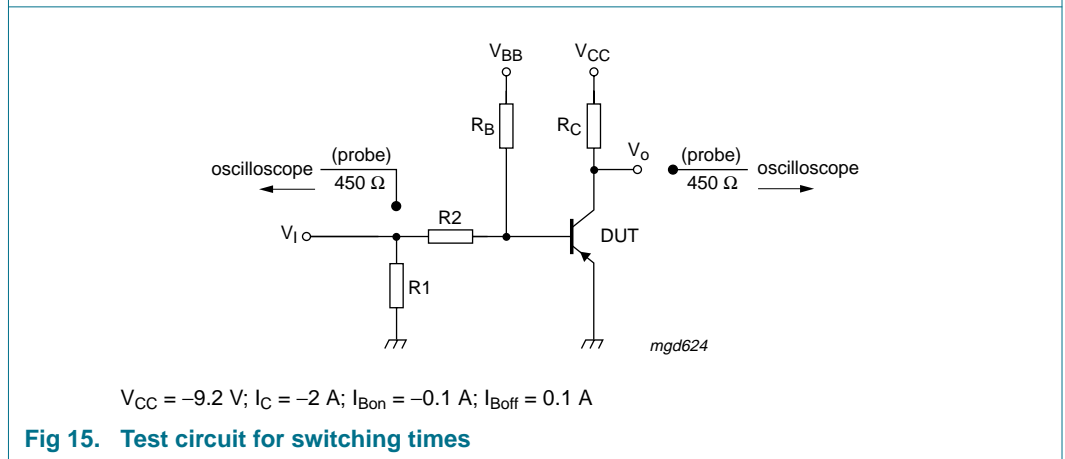 VBB
VCC
RB
RC
Vo
(probe)
450 Ω
oscilloscope
(probe)
450 Ω
oscilloscope
R2
VI
DUT
R1
mgd624
VCC = −9.2 V; IC = −2 A; IBon = −0.1 A; IBoff = 0.1 A
Fig 15. Test circuit for switching times